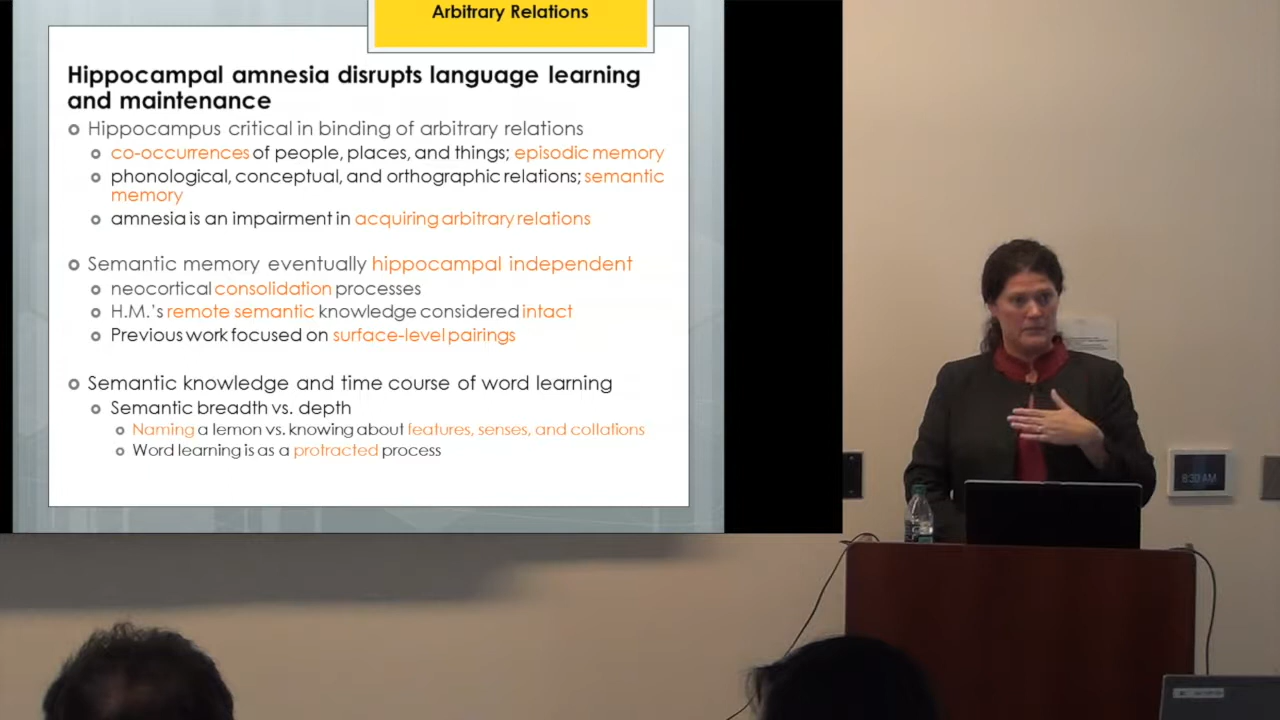 Arbitrary Relations
Hippocampal amnesia disrupts language learning
and maintenance
Hippocampus critical in binding of arbitrary relations
co-occurrences of people, places, and things; episodic memory
phonological, conceptual, and orthographic relations; semantic
memory
amnesia is an impairment in acquiring arbitrary relations
Semantic memory eventually hippocampal independent
neocortical consolidation processes
H.M.'s remote semantic knowledge considered intact
Previous work focused on surface-level pairings
Semantic knowledge and time course of word learning
Semantic breadth vs. depth
Naming a lemon vs. knowing about features, senses, and collations
Word learning is as a protracted process
8:30 AM